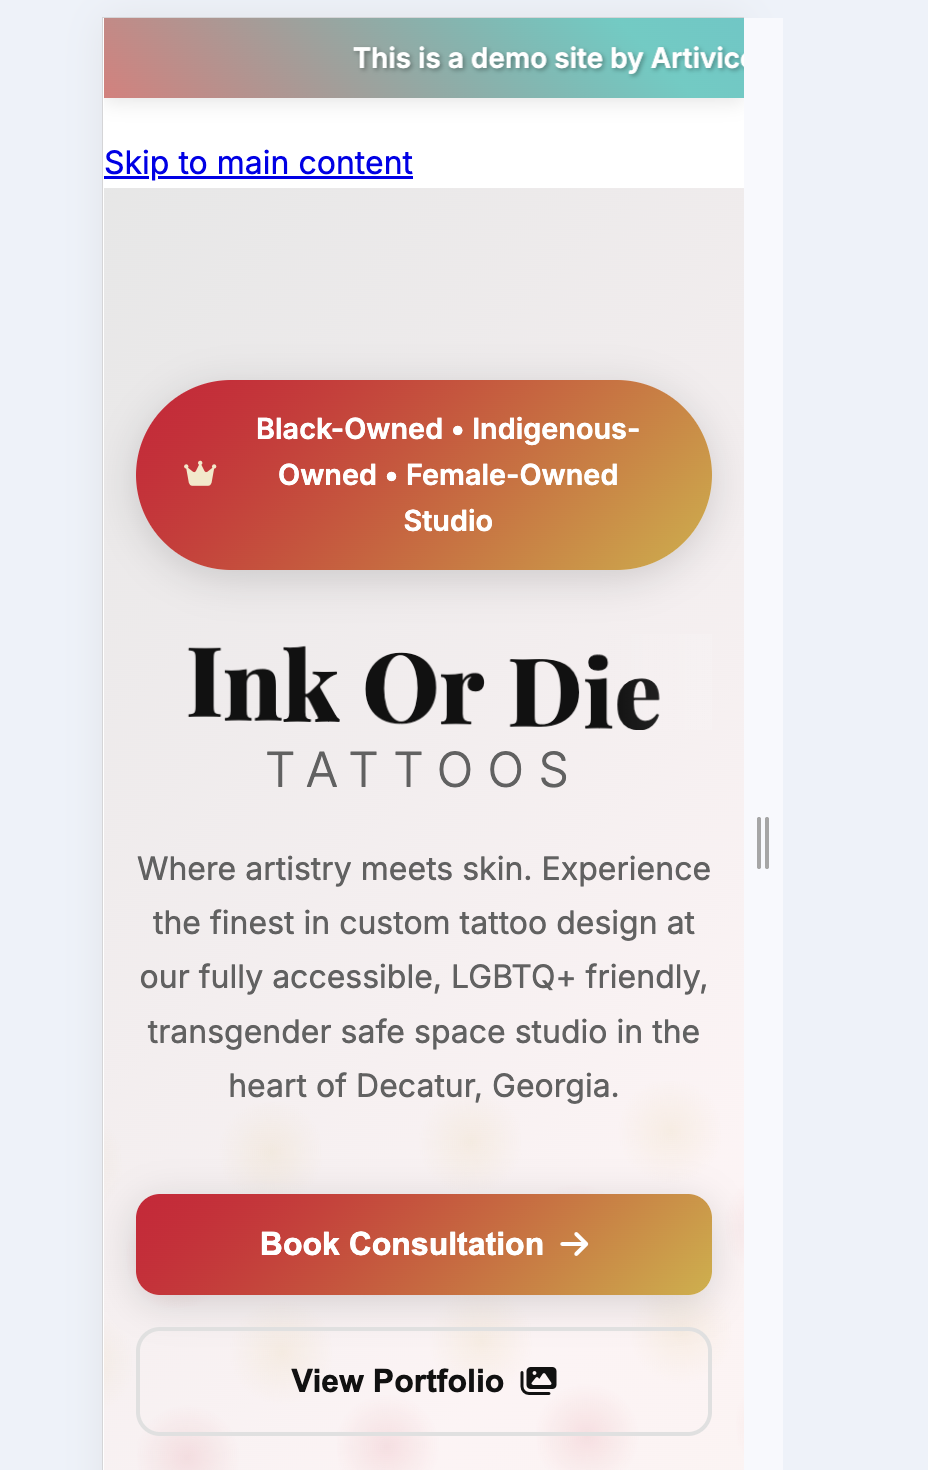 This is a demo site by Artivic
Skip to main content
Black-Owned • Indigenous-
Owned • Female-Owned
Studio
Ink Or Die
TATTOOS
Where artistry meets skin. Experience
the finest in custom tattoo design at
our fully accessible, LGBTQ+ friendly,
transgender safe space studio in the
heart of Decatur, Georgia.
Book Consultation
View Portfolio